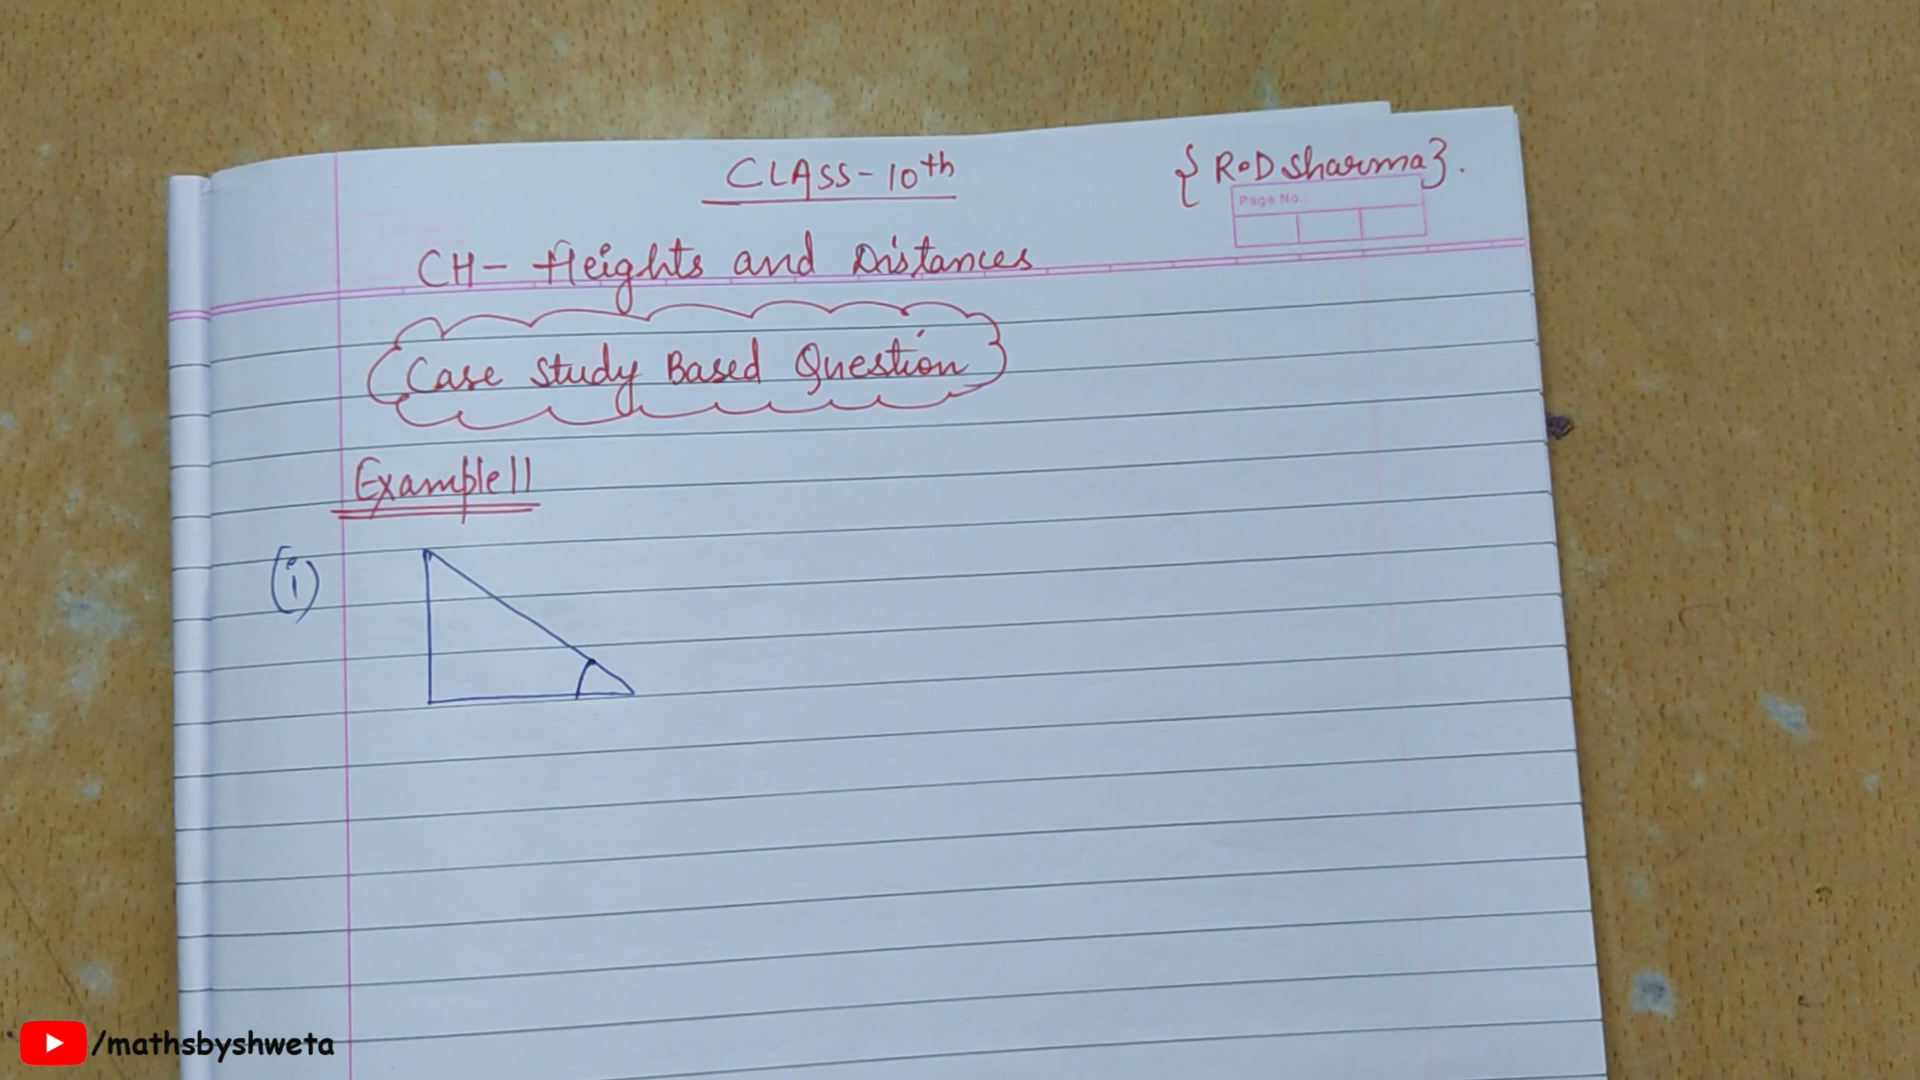 CLASS-10th
{R.D Sharma}.
Page No.:
CH- Heights and Distances
Case Study Based Question
Example 11
(i)
/mathsbyshweta